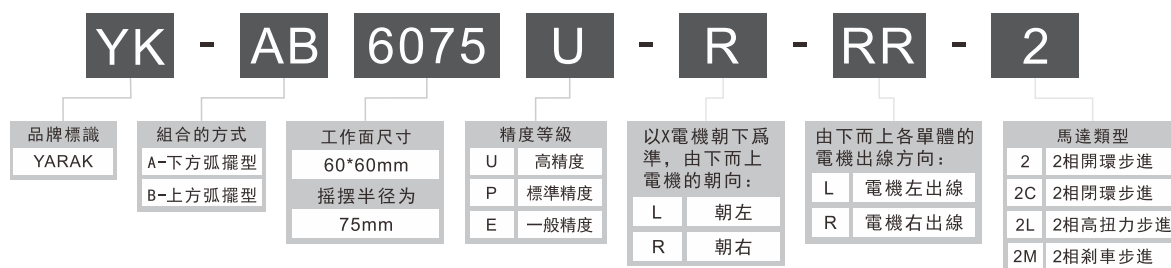 YK - AB 6075 U - R - RR - 2
品牌標識
YARAK
組合的方式
A-下方弧擺型
B-上方弧擺型
工作面尺寸
60*60mm
摇摆半径为
75mm
精度等級
U 高精度
P 標準精度
E 一般精度
以X電機朝下爲
準，由下而上
電機的朝向：
L 朝左
R 朝右
由下而上各單體的
電機出線方向：
L 電機左出線
R 電機右出線
馬達類型
2 2相開環步進
2C 2相閉環步進
2L 2相高扭力步進
2M 2相剎車步進